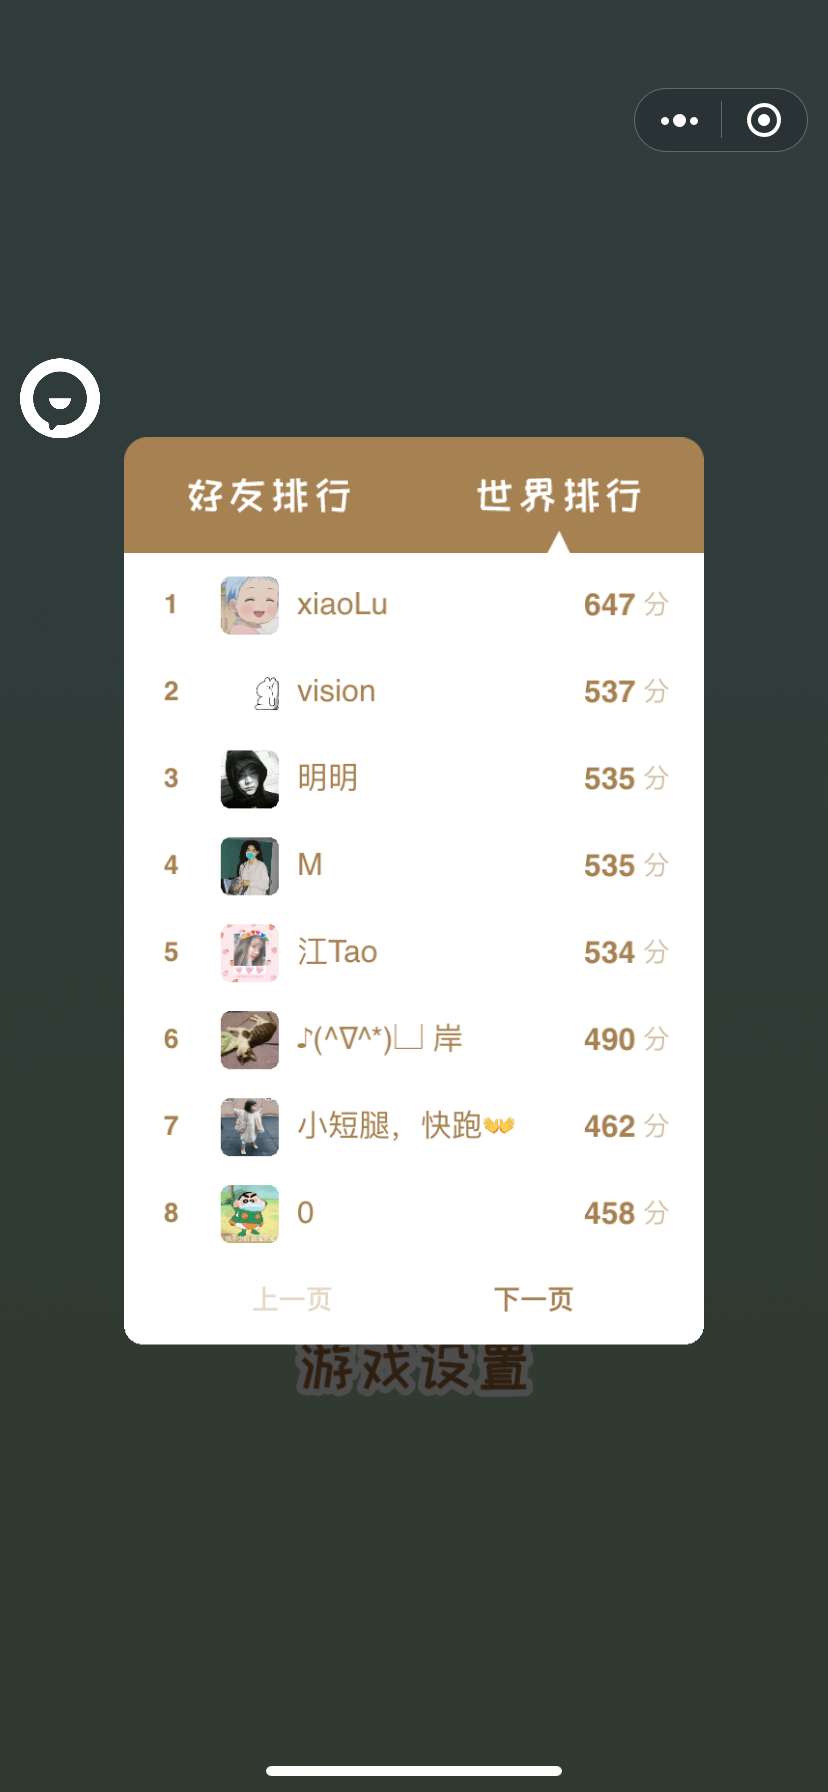 好友排行 世界排行
1 xiaoLu 647 分
2 vision 537 分
3 明明 535 分
4 M 535 分
5 江Tao 534 分
6 ♪(^∇^*)凵 岸 490 分
7 小短腿，快跑👐 462 分
8 0 458 分
上一页 下一页
游戏设置